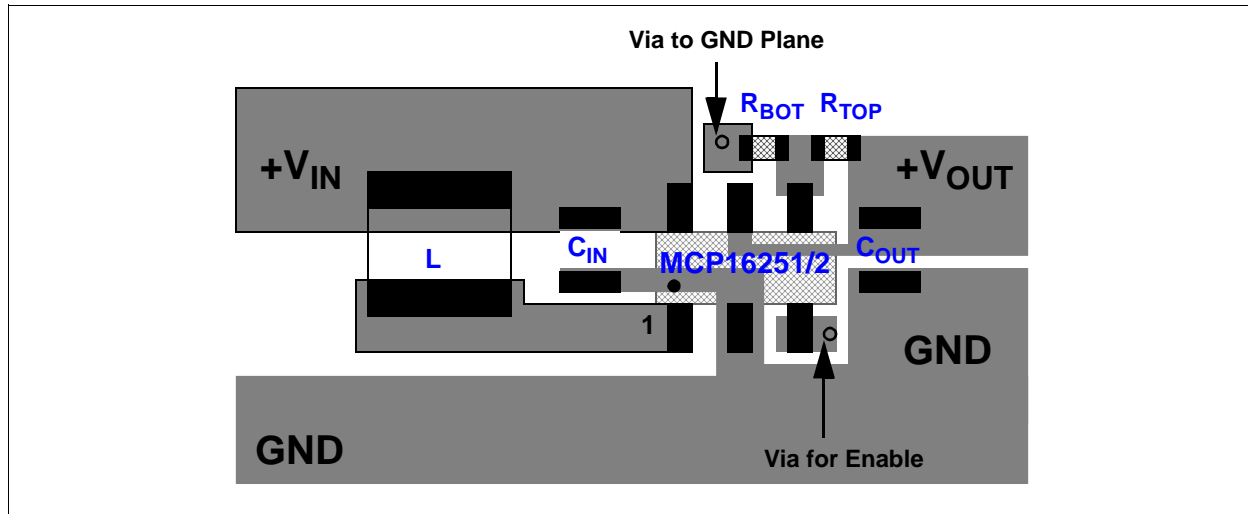 Via to GND Plane
RBOT RTOP
+VIN
+VOUT
L
CIN
MCP16251/2
COUT
1
GND
GND
Via for Enable